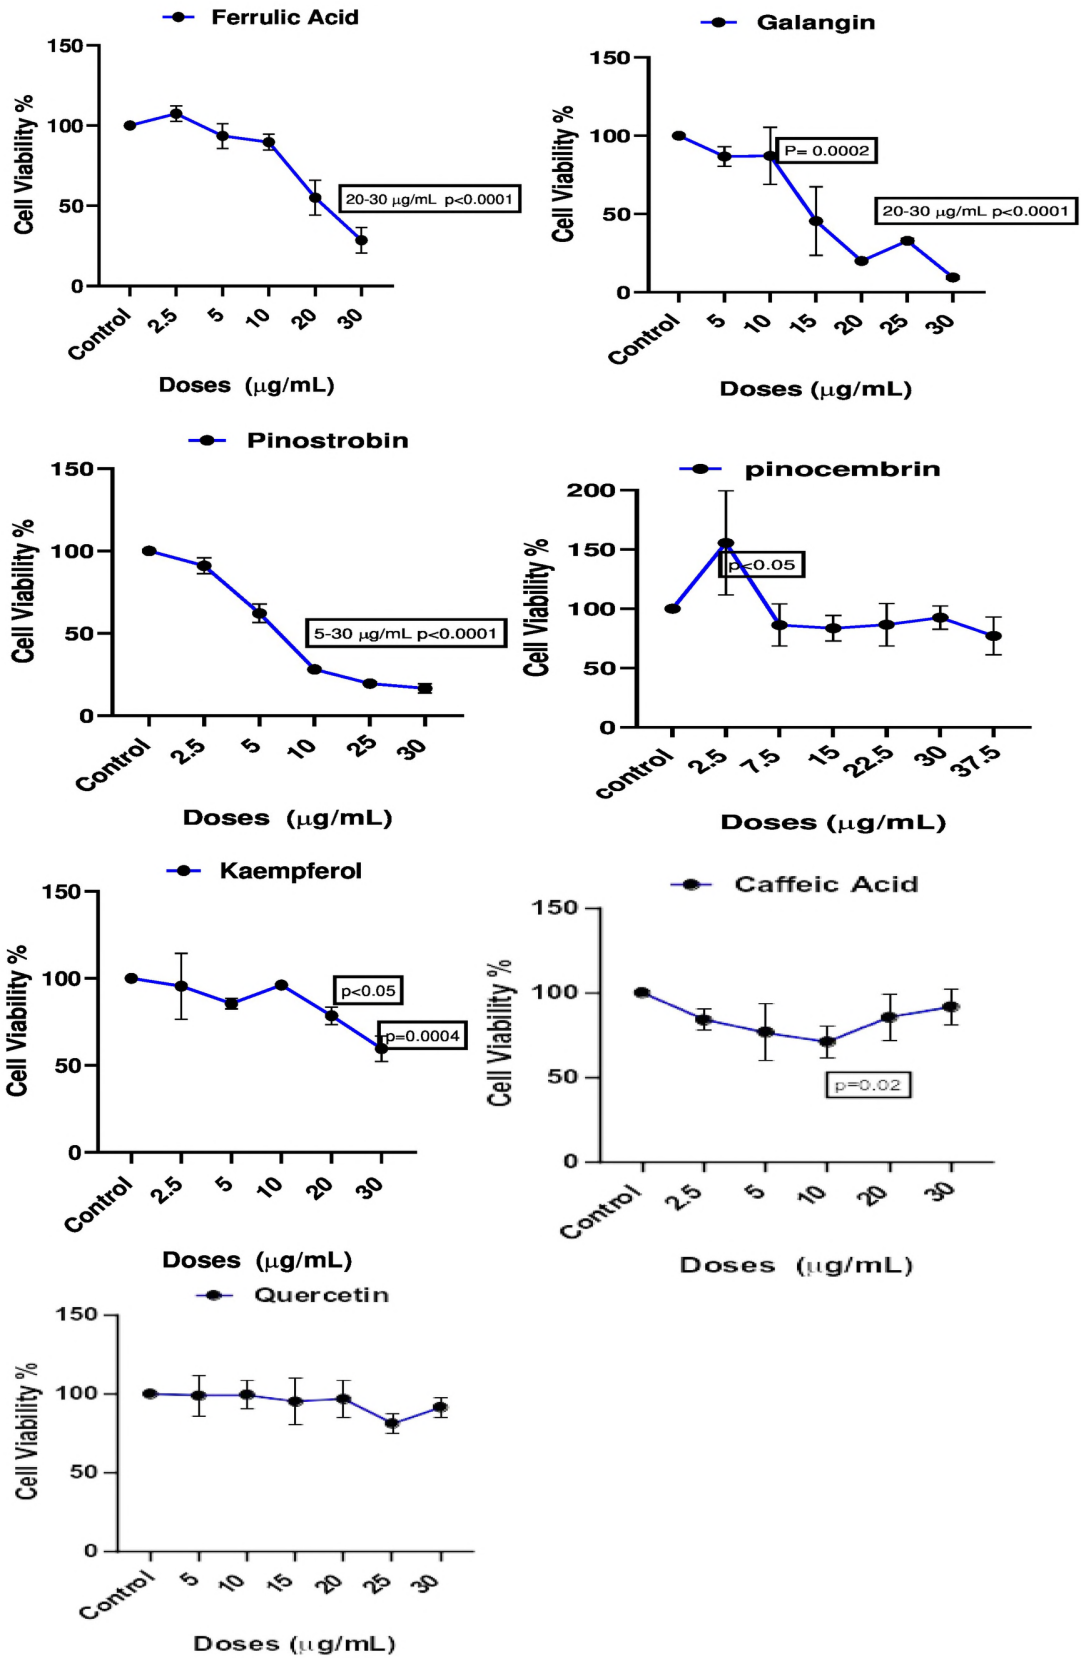 Ferrulic Acid
150
100
50
0
Cell Viability %
20-30 µg/mL p<0.0001
Control 2.5 5 10 20 30
Doses (µg/mL)
Galangin
150
100
50
0
Cell Viability %
P= 0.0002
20-30 µg/mL p<0.0001
Control 5 10 15 20 25 30
Doses (µg/mL)
Pinostrobin
150
100
50
0
Cell Viability %
5-30 µg/mL p<0.0001
Control 2.5 5 10 25 30
Doses (µg/mL)
pinocembrin
200
150
100
50
0
Cell Viability %
p<0.05
control 2.5 7.5 15 22.5 30 37.5
Doses (µg/mL)
Kaempferol
150
100
50
0
Cell Viability %
p<0.05
p=0.0004
Control 2.5 5 10 20 30
Doses (µg/mL)
Caffeic Acid
150
100
50
0
Cell Viability %
p=0.02
Control 2.5 5 10 20 30
Doses (µg/mL)
Quercetin
150
100
50
0
Cell Viability %
Control 5 10 15 20 25 30
Doses (µg/mL)